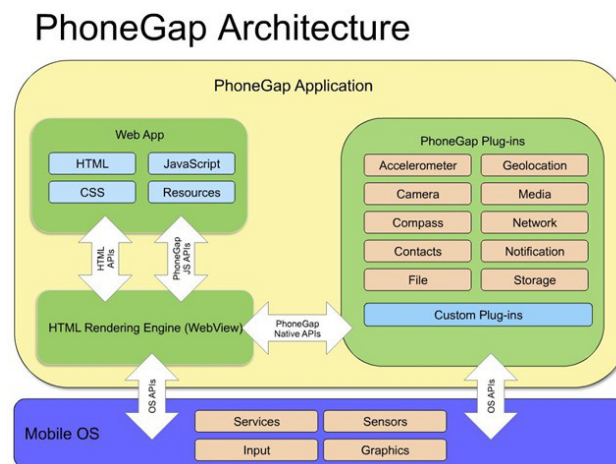 PhoneGap Architecture
PhoneGap Application
Web App
HTML
JavaScript
CSS
Resources
HTML
APIs
PhoneGap
JS APIs
HTML Rendering Engine (WebView)
PhoneGap
Native APIs
PhoneGap Plug-ins
Accelerometer
Geolocation
Camera
Media
Compass
Network
Contacts
Notification
File
Storage
Custom Plug-ins
OS APIs
OS APIs
Mobile OS
Services
Sensors
Input
Graphics